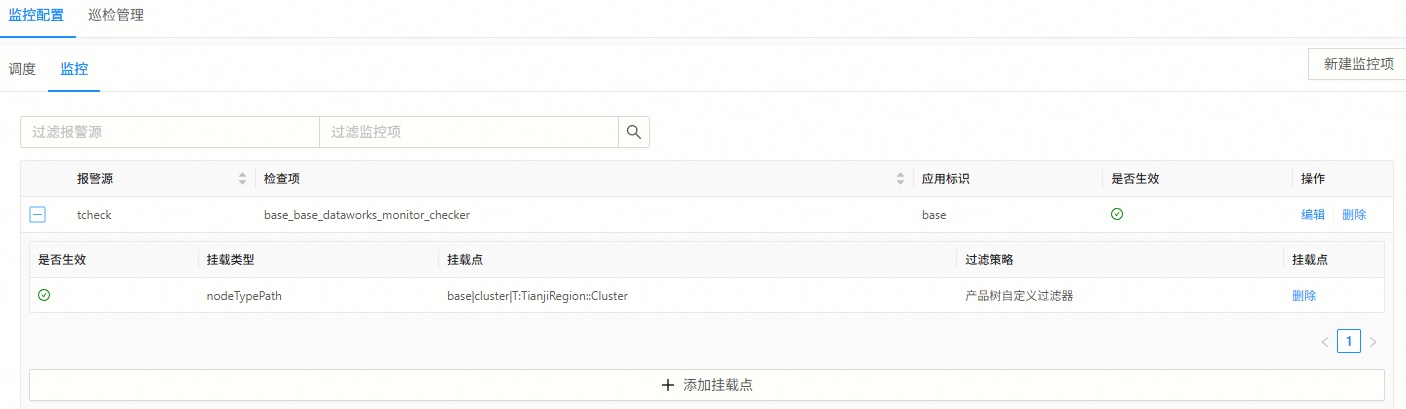 监控配置 巡检管理
调度 监控 新建监控项
过滤报警源 过滤监控项
报警源 检查项 应用标识 是否生效 操作
tcheck base_base_dataworks_monitor_checker base 编辑 删除
是否生效 挂载类型 挂载点 过滤策略 挂载点
nodeTypePath base|cluster|T:TianjiRegion::Cluster 产品树自定义过滤器 删除
1
添加挂载点